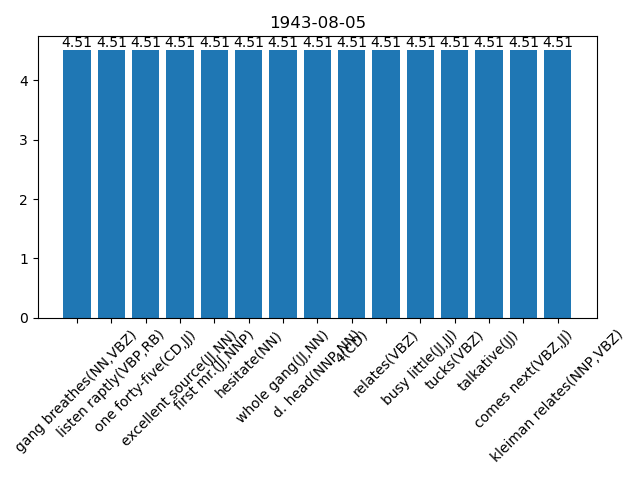 1943-08-05
4.51 4.51 4.51 4.51 4.51 4.51 4.51 4.51 4.51 4.51 4.51 4.51 4.51 4.51 4.51
4
3
2
1
0
gang breathes(NN,VBZ)
listen raptly(VBP,RB)
one forty-five(CD,JJ)
excellent source(JJ,NN)
first mr.(JJ,NNP)
hesitate(NN)
whole gang(JJ,NN)
d. head(NNP,NN)
4(CD)
relates(VBZ)
busy little(JJ,JJ)
tucks(VBZ)
talkative(JJ)
comes next(VBZ,JJ)
kleiman relates(NNP,VBZ)